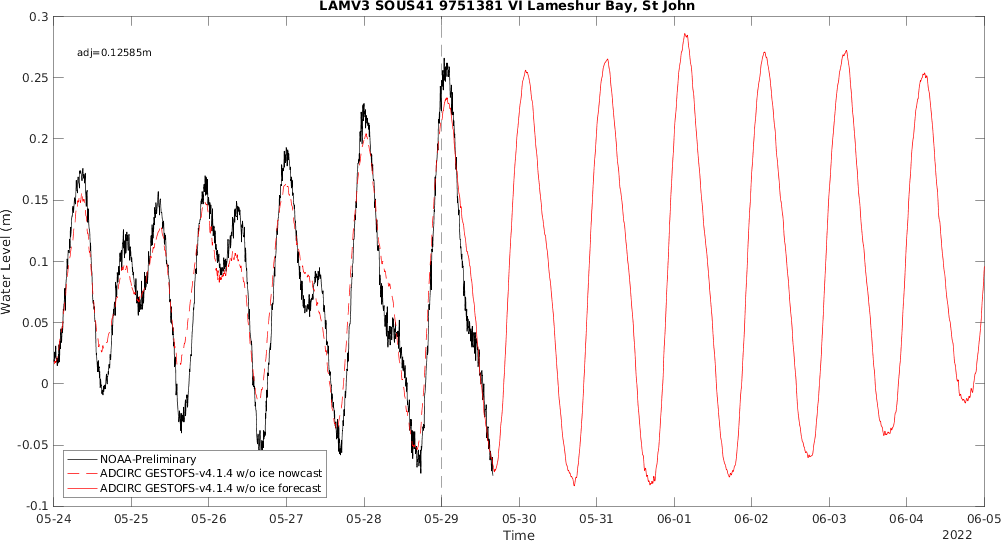 LAMV3 SOUS41 9751381 VI Lameshur Bay, St John
adj=0.12585m
0.3
0.25
0.2
0.15
0.1
0.05
0
-0.05
-0.1
Water Level (m)
NOAA-Preliminary
ADCIRC GESTOFS-v4.1.4 w/o ice nowcast
ADCIRC GESTOFS-v4.1.4 w/o ice forecast
05-24 05-25 05-26 05-27 05-28 05-29 05-30 05-31 06-01 06-02 06-03 06-04 06-05
Time
2022